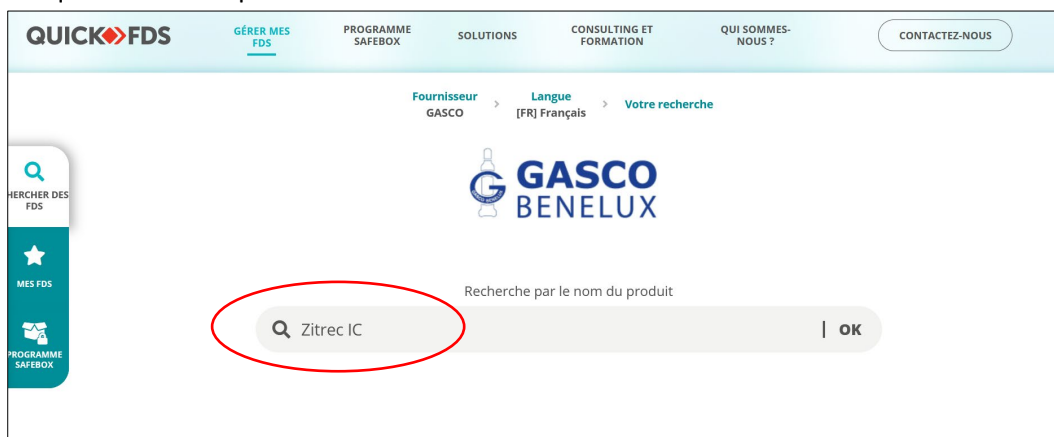 QUICK FDS
GÉRER MES
FDS
PROGRAMME
SAFEBOX
SOLUTIONS
CONSULTING ET
FORMATION
QUI SOMMES-
NOUS ?
CONTACTEZ-NOUS
Fournisseur > Langue > Votre recherche
GASCO [FR] Français
GASCO
BENELUX
HERCHER DES
FDS
MES FDS
PROGRAMME
SAFEBOX
Recherche par le nom du produit
Zitrec IC | OK